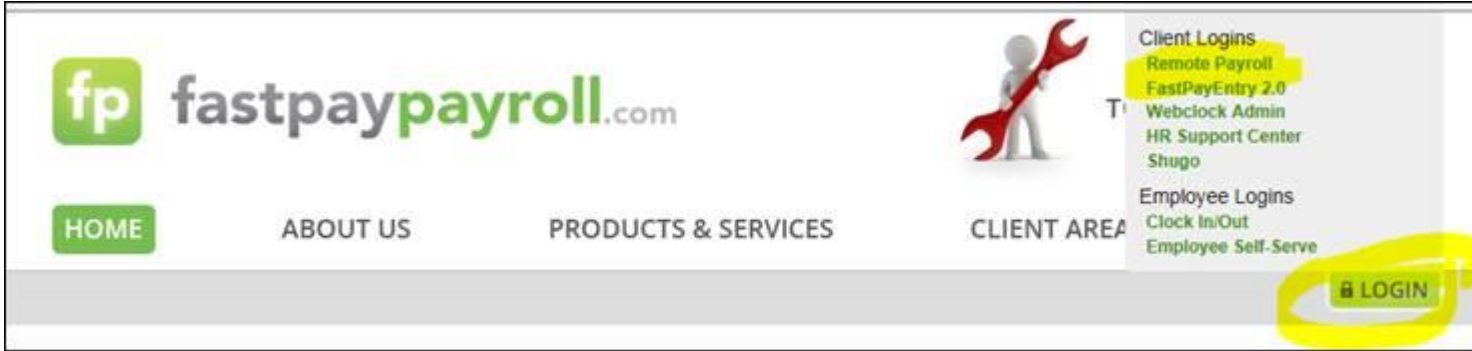 fp fastpaypayroll.com
Client Logins
Remote Payroll
FastPayEntry 2.0
Webclock Admin
HR Support Center
Shugo
Employee Logins
Clock In/Out
Employee Self-Serve
HOME ABOUT US PRODUCTS & SERVICES CLIENT AREA
LOGIN